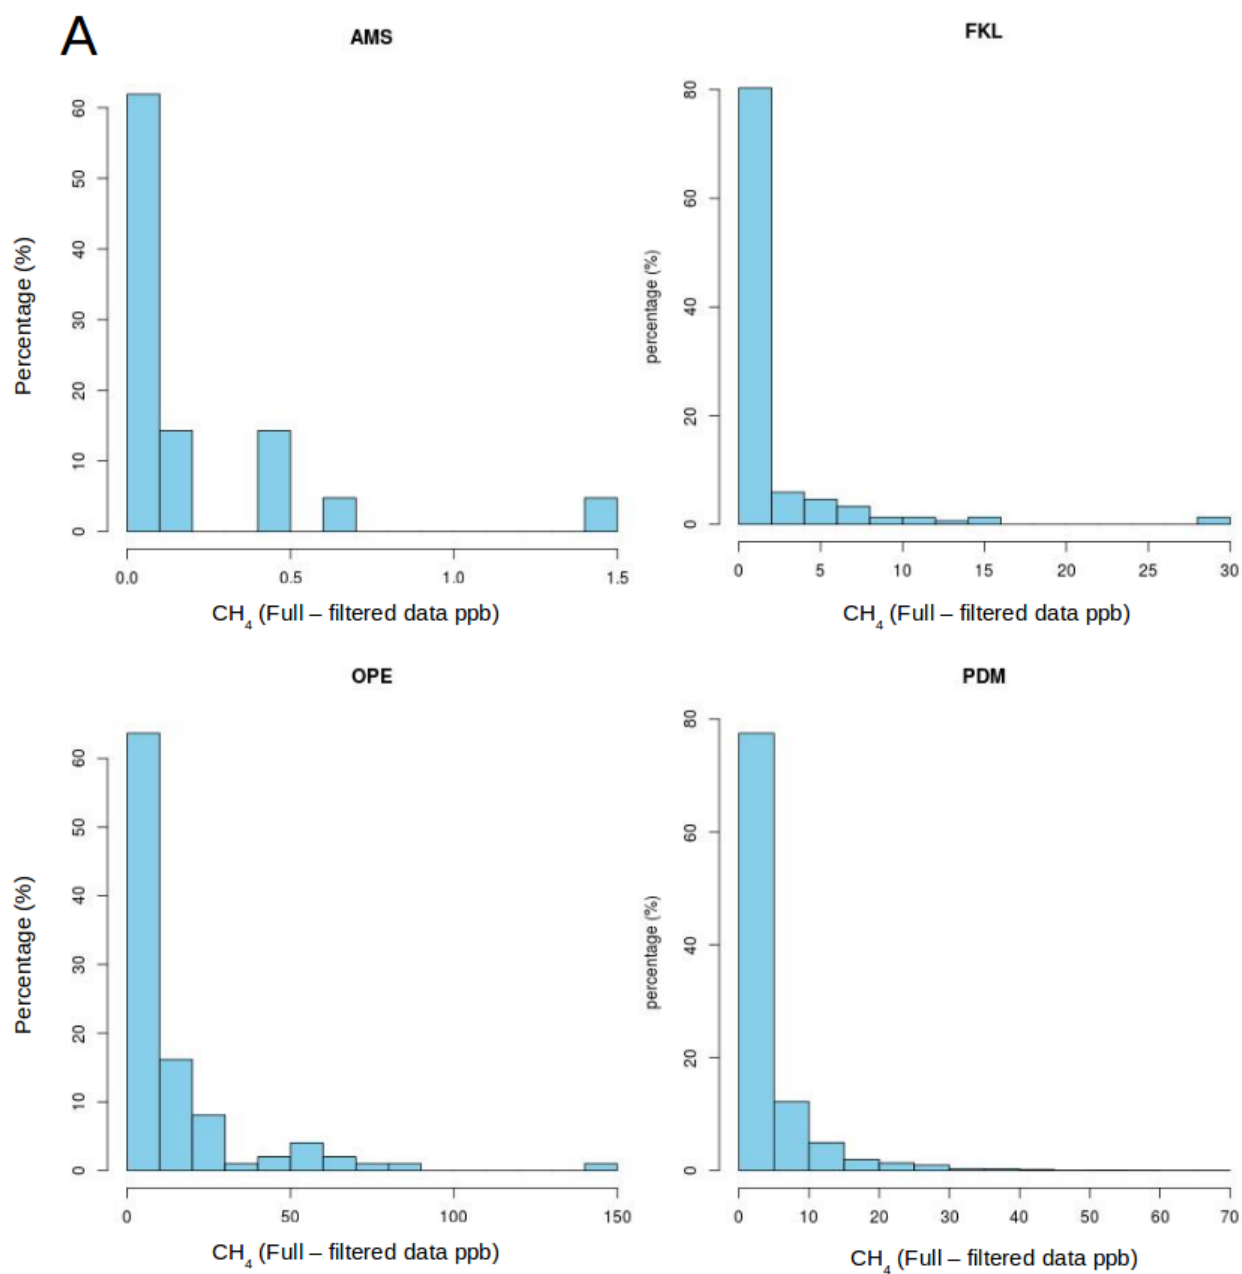 A
AMS
Percentage (%)
0 10 20 30 40 50 60
0.0 0.5 1.0 1.5
CH4 (Full – filtered data ppb)
FKL
percentage (%)
0 20 40 60 80
0 5 10 15 20 25 30
CH4 (Full – filtered data ppb)
OPE
Percentage (%)
0 10 20 30 40 50 60
0 50 100 150
CH4 (Full – filtered data ppb)
PDM
percentage (%)
0 20 40 60 80
0 10 20 30 40 50 60 70
CH4 (Full – filtered data ppb)